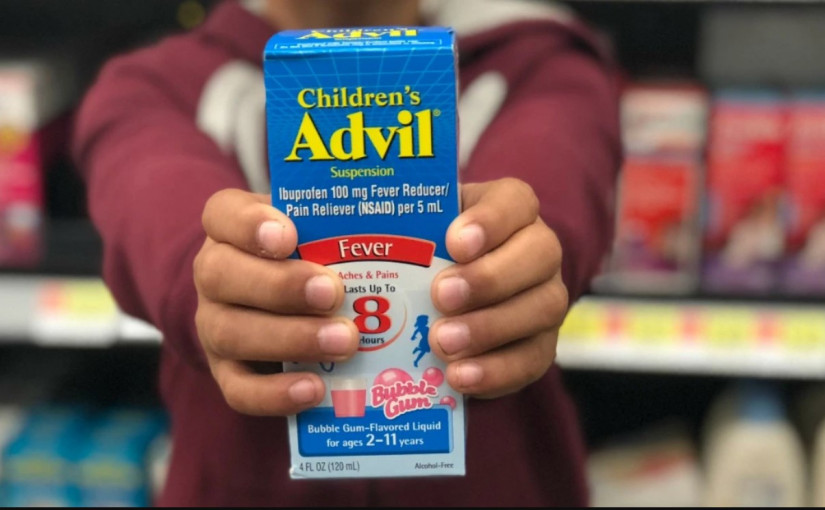 Advil
Children's
Advil®
Suspension
Ibuprofen 100 mg Fever Reducer/
Pain Reliever (NSAID) per 5 mL
Fever
Aches & Pains
Lasts Up To
8
Hours
Bubble
Gum
Bubble Gum-Flavored Liquid
for ages 2–11 years
4 FL OZ (120 mL) Alcohol-Free